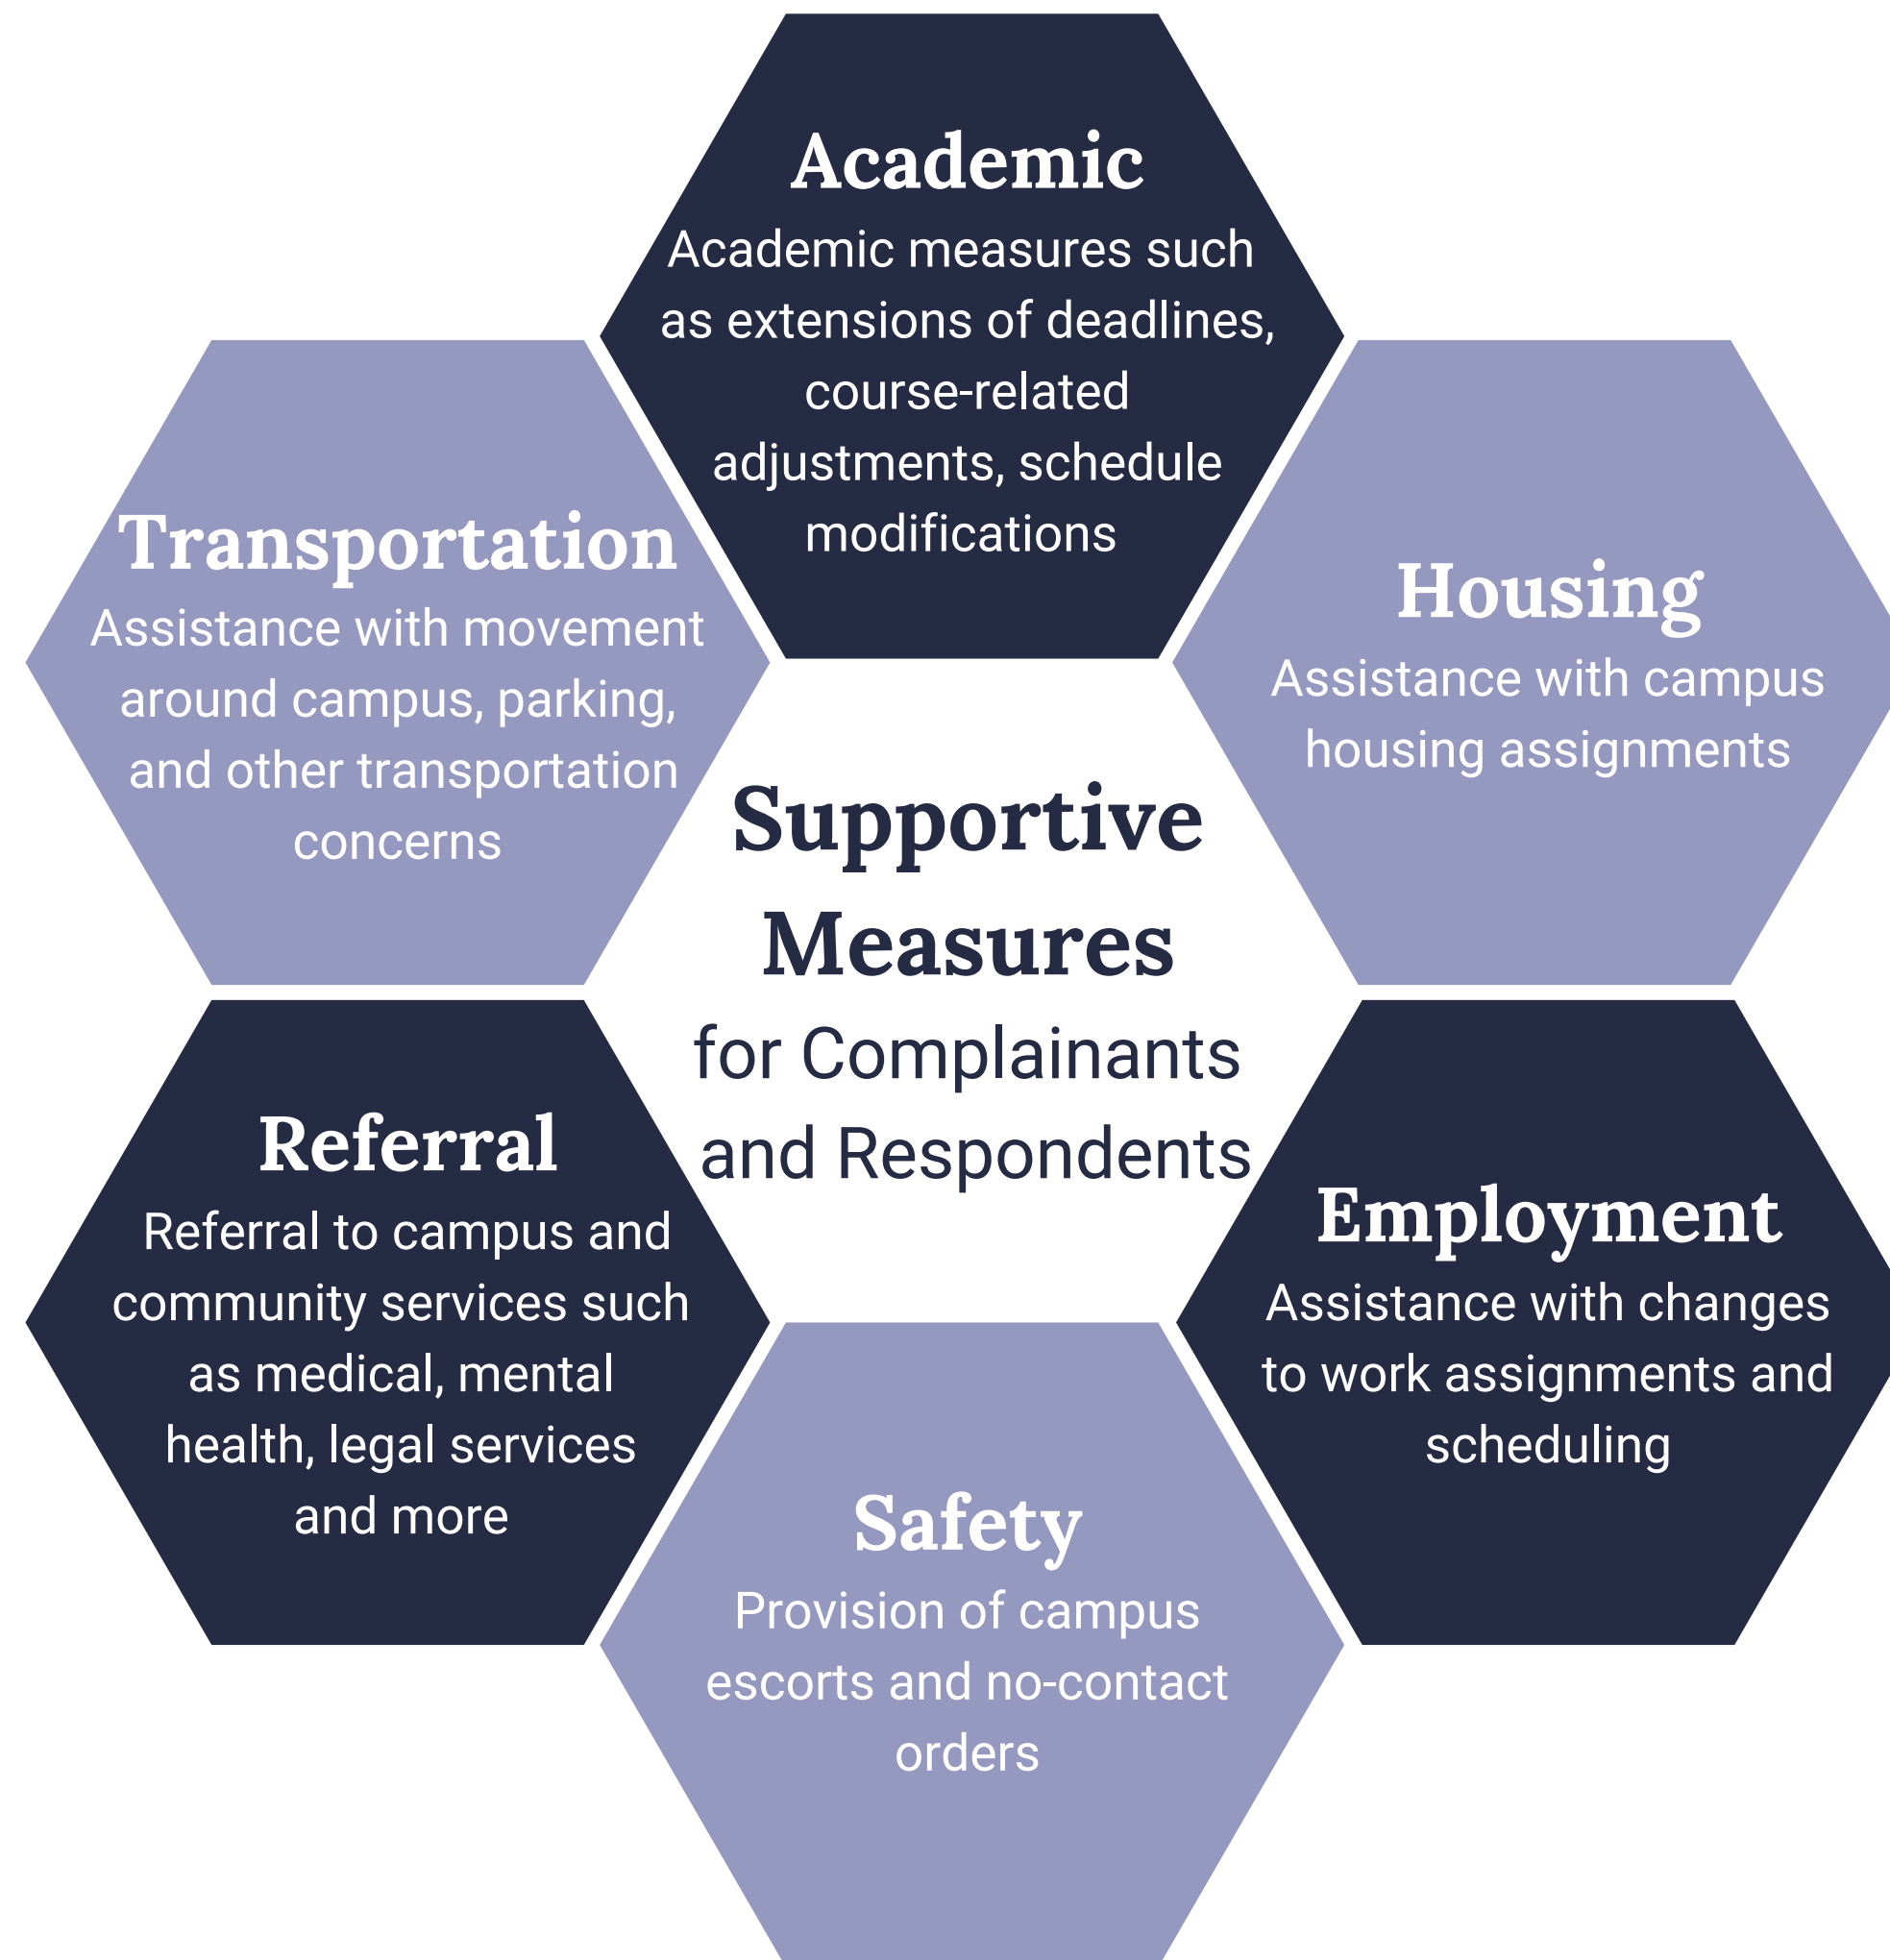 Academic
Academic measures such
as extensions of deadlines,
course-related
adjustments, schedule
modifications
Transportation
Assistance with movement
around campus, parking,
and other transportation
concerns
Housing
Assistance with campus
housing assignments
Supportive
Measures
for Complainants
and Respondents
Referral
Referral to campus and
community services such
as medical, mental
health, legal services
and more
Employment
Assistance with changes
to work assignments and
scheduling
Safety
Provision of campus
escorts and no-contact
orders